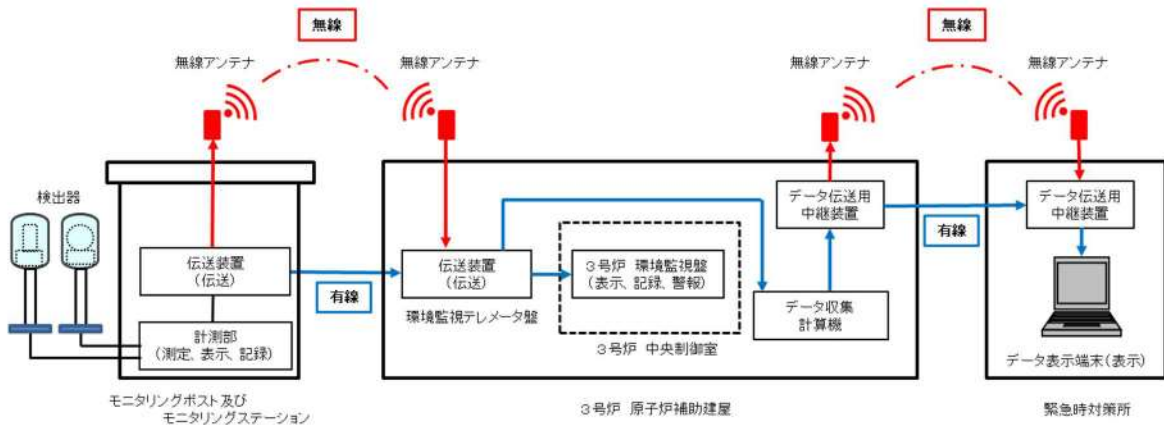 無線
無線
無線アンテナ
無線アンテナ
無線アンテナ
無線アンテナ
検出器
伝送装置
(伝送)
計測部
(測定、表示、記録)
モニタリングポスト及び
モニタリングステーション
有線
伝送装置
(伝送)
環境監視テレメータ盤
3号炉 環境監視盤
(表示、記録、警報)
3号炉 中央制御室
データ伝送用
中継装置
データ収集
計算機
3号炉 原子炉補助建屋
有線
データ伝送用
中継装置
データ表示端末(表示)
緊急時対策所